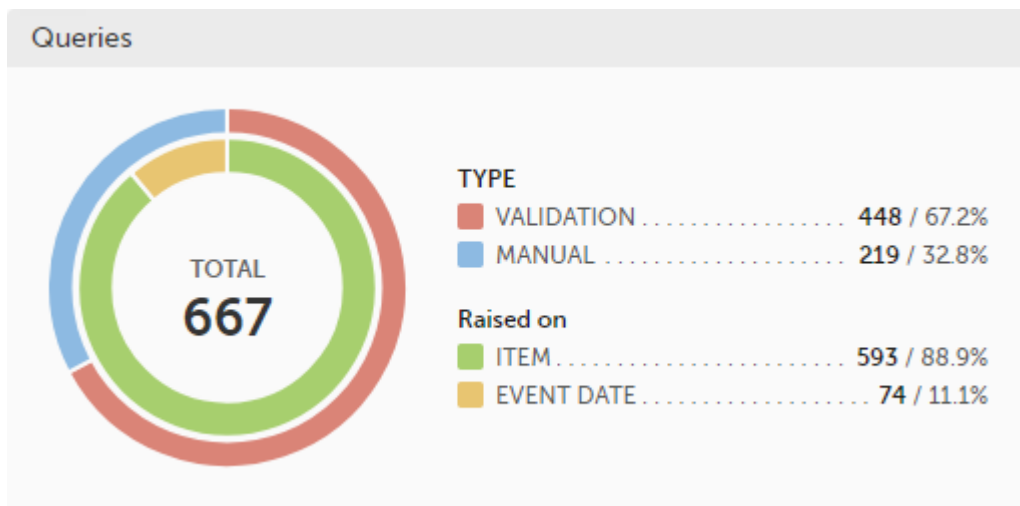 Queries
TOTAL
667
TYPE
VALIDATION . . . . . . . . . . . . . . . . . 448 / 67.2%
MANUAL . . . . . . . . . . . . . . . . . . . . 219 / 32.8%
Raised on
ITEM . . . . . . . . . . . . . . . . . . . . . . . 593 / 88.9%
EVENT DATE . . . . . . . . . . . . . . . . . . . 74 / 11.1%